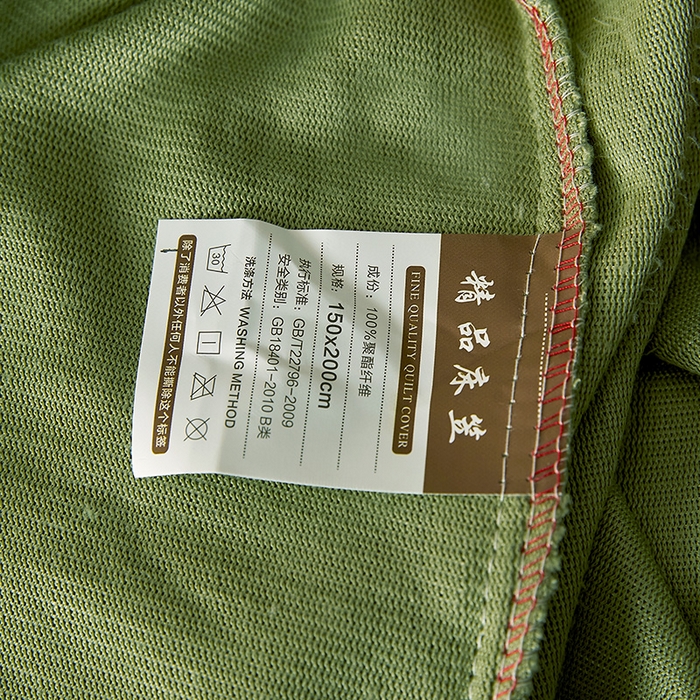 精品床笠
FINE QUALITY QUILT COVER
成份：100%聚酯纤维
规格：150x200cm
执行标准：GB/T22796-2009
安全类别：GB18401-2010 B类
洗涤方法 WASHING METHOD
30
除了消费者以外任何人不能撕除这个标签